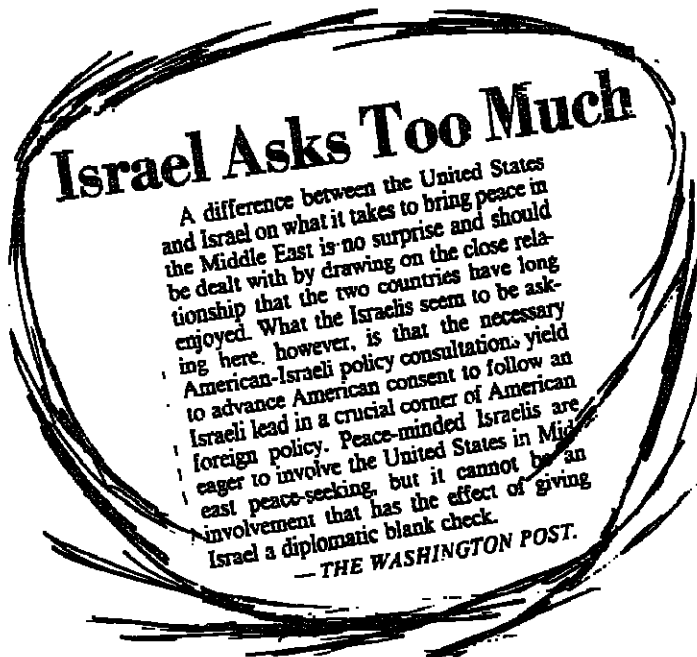 Israel Asks Too Much
A difference between the United States
and Israel on what it takes to bring peace in
the Middle East is no surprise and should
be dealt with by drawing on the close rela-
tionship that the two countries have long
enjoyed. What the Israelis seem to be ask-
ing here, however, is that the necessary
American-Israeli policy consultations yield
to advance American consent to follow an
Israeli lead in a crucial corner of American
foreign policy. Peace-minded Israelis are
eager to involve the United States in Mid-
east peace-seeking, but it cannot be an
involvement that has the effect of giving
Israel a diplomatic blank check.
—THE WASHINGTON POST.